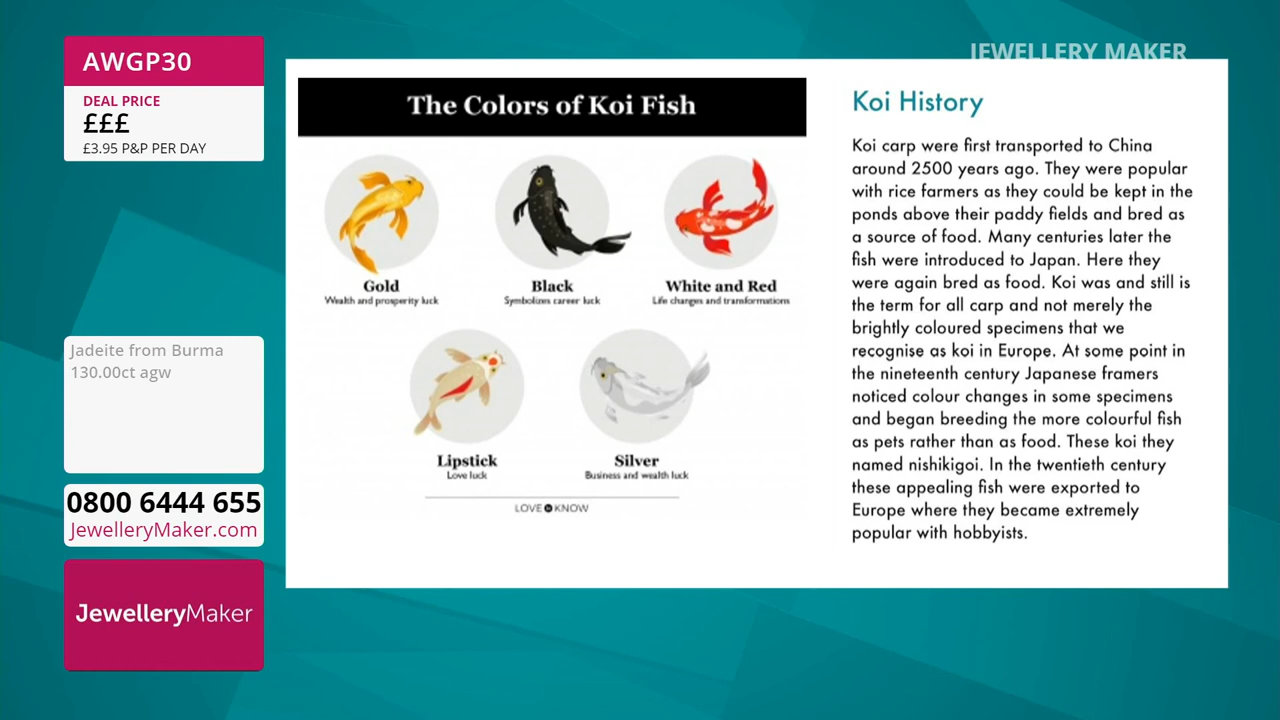 AWGP30
DEAL PRICE
£££
£3.95 P&P PER DAY
Jadeite from Burma
130.00ct agw
0800 6444 655
JewelleryMaker.com
JewelleryMaker
JEWELLERY MAKER
The Colors of Koi Fish
Gold
Wealth and prosperity luck
Black
Symbolizes career luck
White and Red
Life changes and transformations
Lipstick
Love luck
Silver
Business and wealth luck
LOVE TO KNOW
Koi History
Koi carp were first transported to China
around 2500 years ago. They were popular
with rice farmers as they could be kept in the
ponds above their paddy fields and bred as
a source of food. Many centuries later the
fish were introduced to Japan. Here they
were again bred as food. Koi was and still is
the term for all carp and not merely the
brightly coloured specimens that we
recognise as koi in Europe. At some point in
the nineteenth century Japanese framers
noticed colour changes in some specimens
and began breeding the more colourful fish
as pets rather than as food. These koi they
named nishikigoi. In the twentieth century
these appealing fish were exported to
Europe where they became extremely
popular with hobbyists.